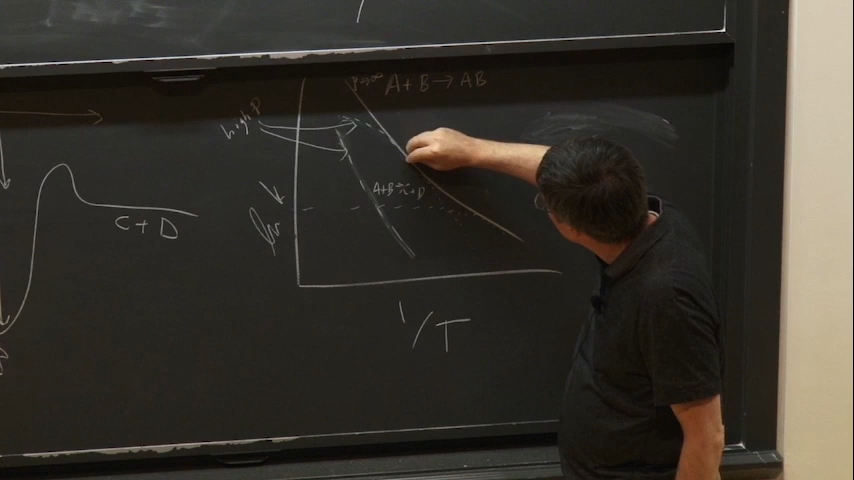 A+B→AB
high P
A+B→C+D
C+D
ln k
1/T